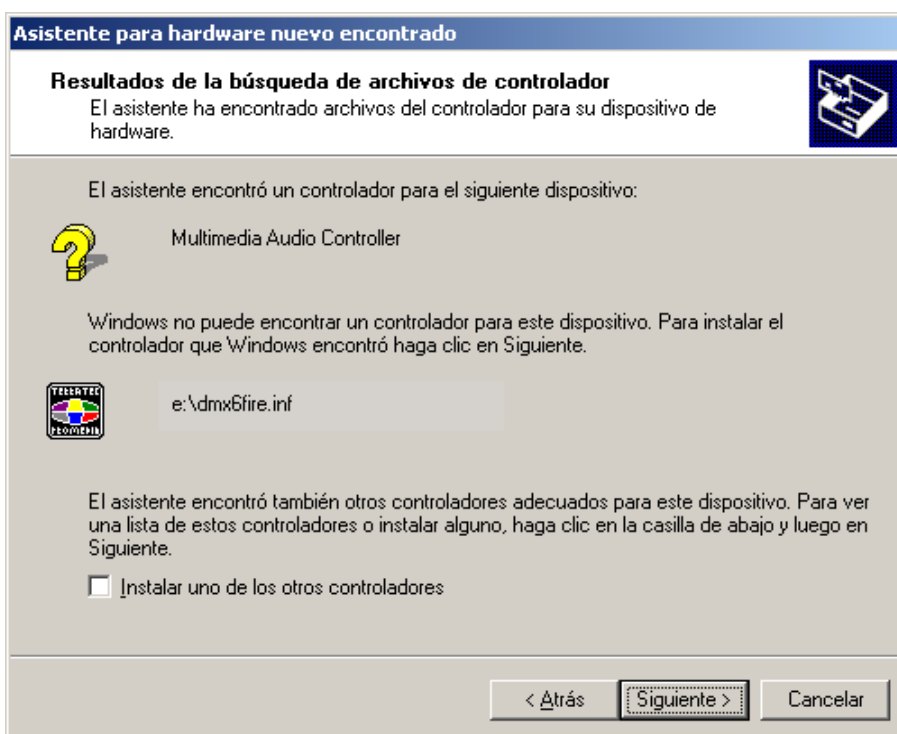 Asistente para hardware nuevo encontrado
Resultados de la búsqueda de archivos de controlador
El asistente ha encontrado archivos del controlador para su dispositivo de
hardware.
El asistente encontró un controlador para el siguiente dispositivo:
Multimedia Audio Controller
Windows no puede encontrar un controlador para este dispositivo. Para instalar el
controlador que Windows encontró haga clic en Siguiente.
TERRATEC
PROMEDIA
e:\dmx6fire.inf
El asistente encontró también otros controladores adecuados para este dispositivo. Para ver
una lista de estos controladores o instalar alguno, haga clic en la casilla de abajo y luego en
Siguiente.
Instalar uno de los otros controladores
< Atrás Siguiente > Cancelar